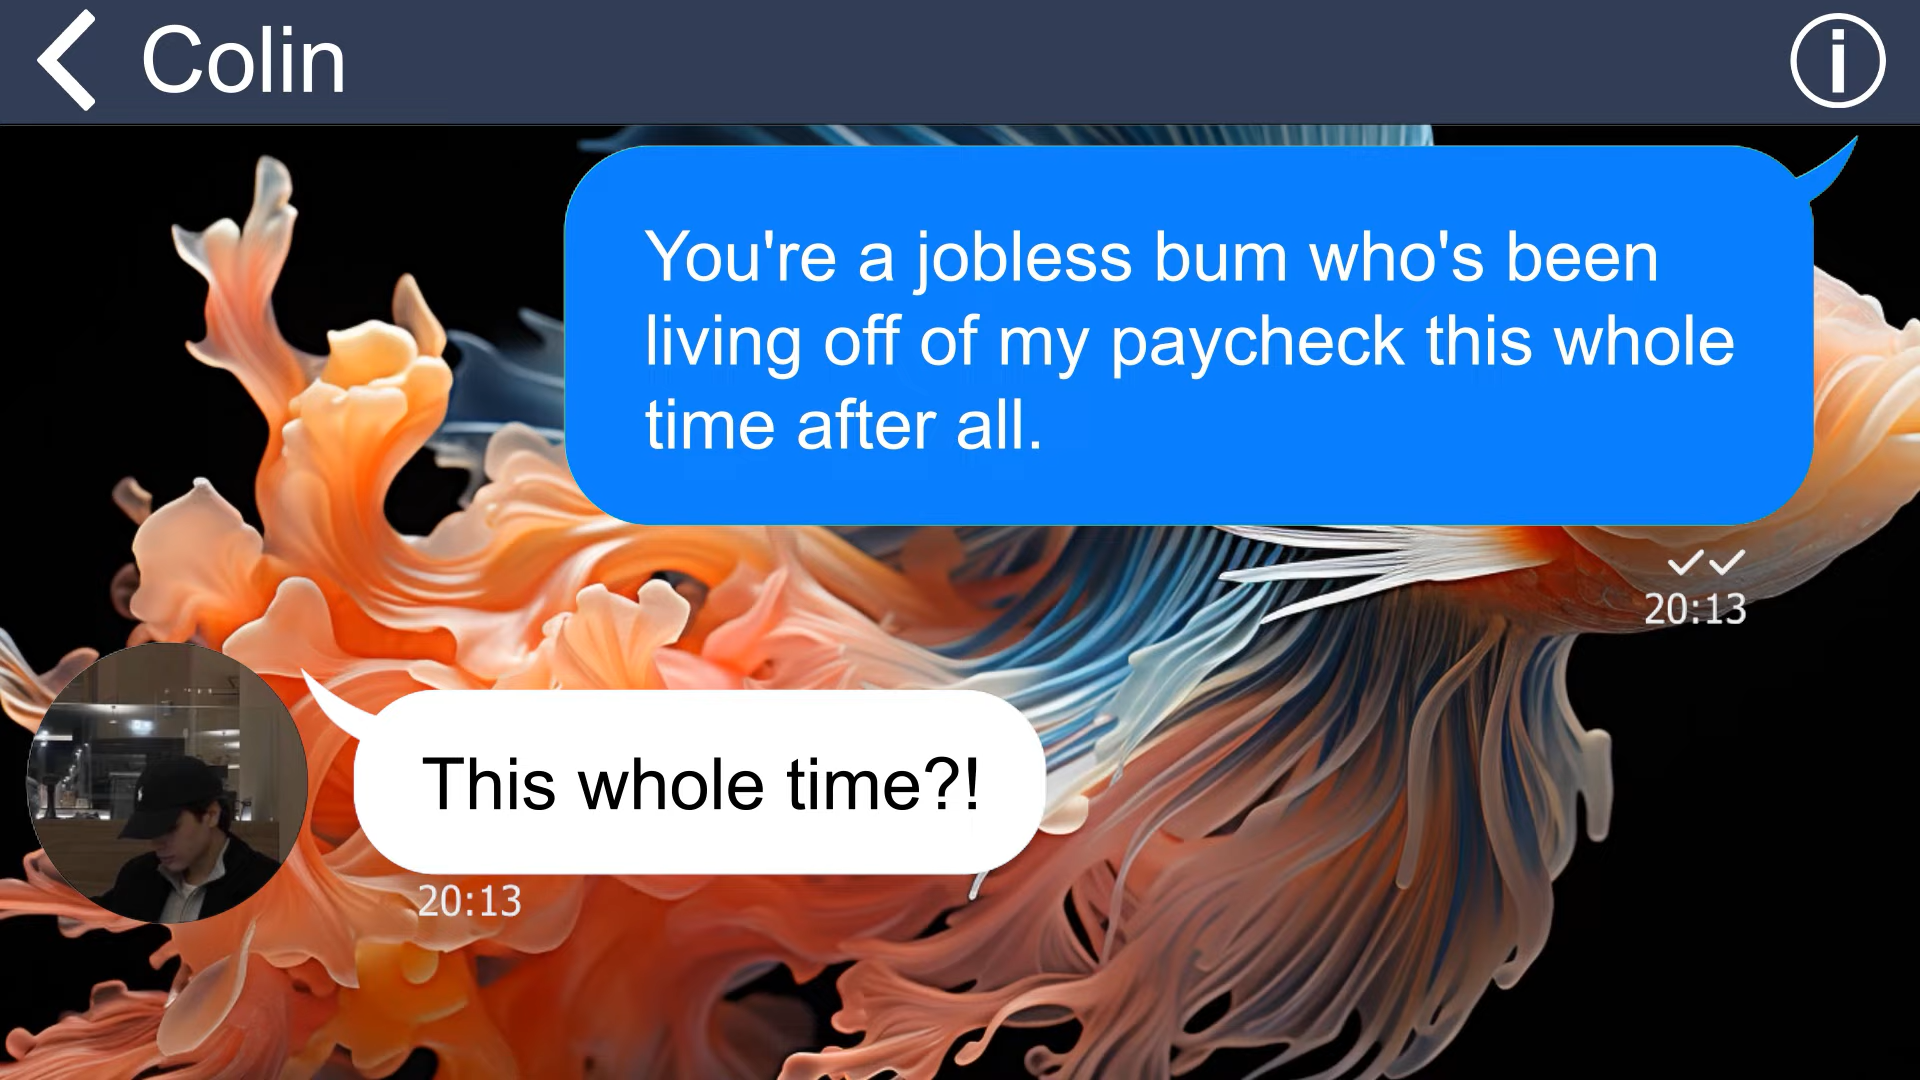 Colin
You're a jobless bum who's been
living off of my paycheck this whole
time after all.
20:13
This whole time?!
20:13